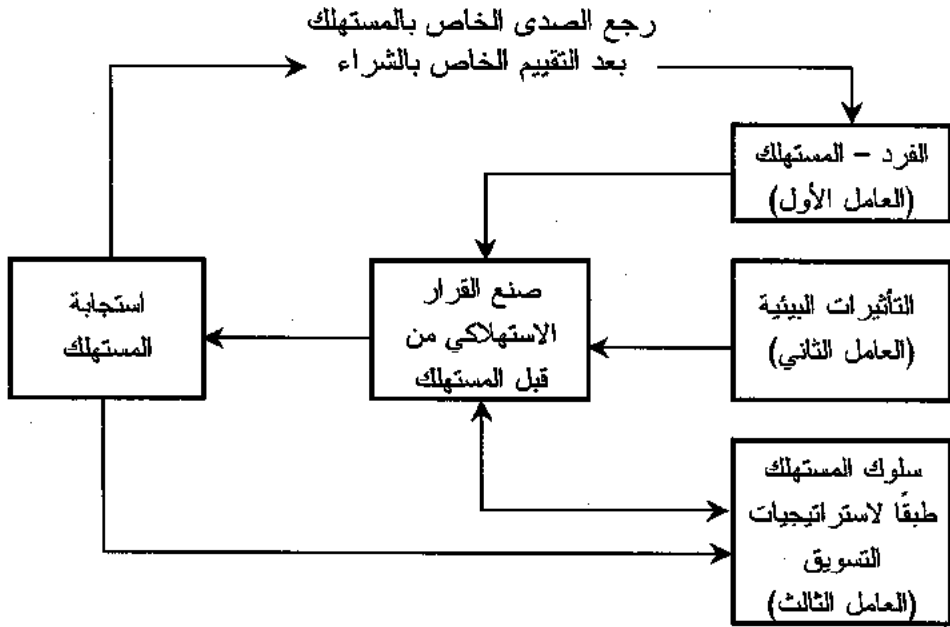 رجع الصدى الخاص بالمستهلك
بعد التقييم الخاص بالشراء
الفرد – المستهلك
(العامل الأول)
التأثيرات البيئية
(العامل الثاني)
سلوك المستهلك
طبقًا لاستراتيجيات
التسويق
(العامل الثالث)
صنع القرار
الاستهلاكي من
قبل المستهلك
استجابة
المستهلك